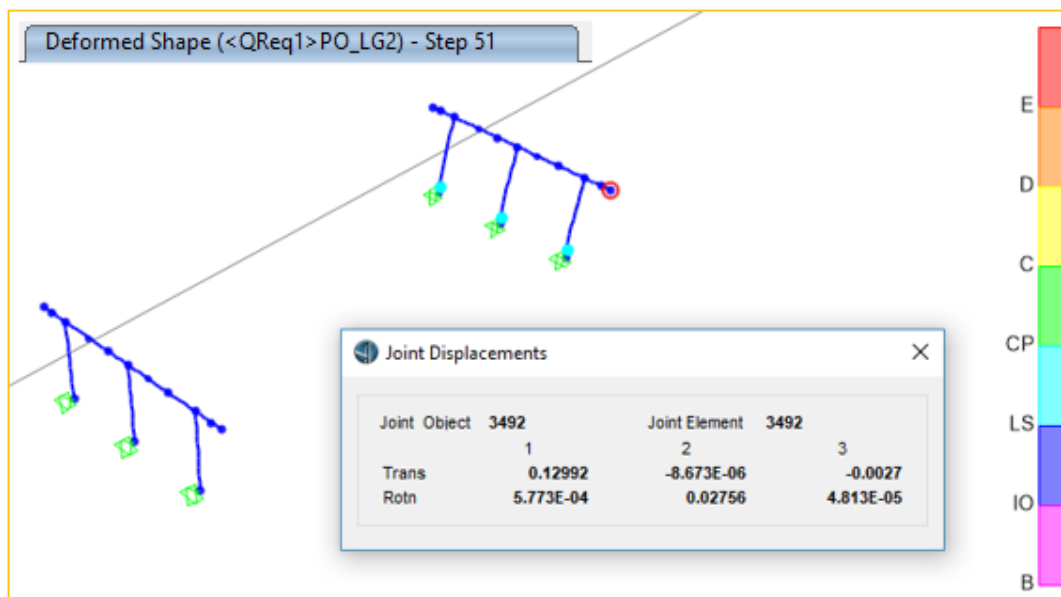 Deformed Shape (<QReq1>PO_LG2) - Step 51
E
D
C
CP
LS
IO
B
Joint Displacements
Joint Object 3492 Joint Element 3492
1 2 3
Trans 0.12992 -8.673E-06 -0.0027
Rotn 5.773E-04 0.02756 4.813E-05